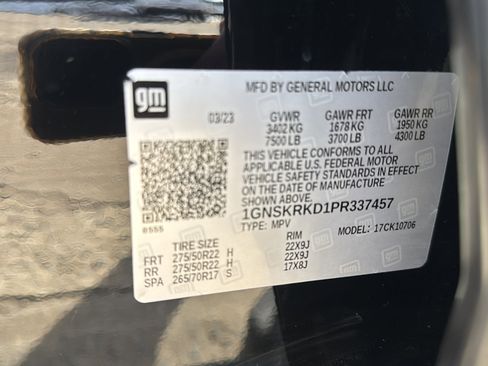 gm
MFD BY GENERAL MOTORS LLC
03/23 GVWR GAWR FRT GAWR RR
3402 KG 1678 KG 1950 KG
7500 LB 3700 LB 4300 LB
THIS VEHICLE CONFORMS TO ALL
APPLICABLE U.S. FEDERAL MOTOR
VEHICLE SAFETY STANDARDS IN EFFECT
ON THE DATE OF MANUFACTURE
SHOWN ABOVE.
1GNSKRKD1PR337457
TYPE: MPV MODEL: 17CK10706
8555
TIRE SIZE RIM
FRT 275/50R22 H 22X9J
RR 275/50R22 H 22X9J
SPA 265/70R17 S 17X8J